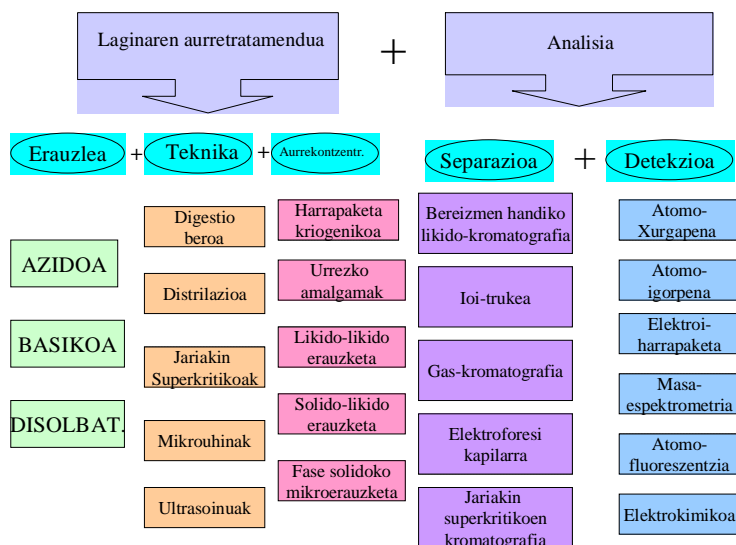 Laginaren aurretratamendua
+
Analisia
Erauzlea
+
Teknika
+
Aurrekontzentr.
Separazioa
+
Detekzioa
AZIDOA
BASIKOA
DISOLBAT.
Digestio
beroa
Distrilazioa
Jariakin
Superkritikoak
Mikrouhinak
Ultrasoinuak
Harrapaketa
kriogenikoa
Urrezko
amalgamak
Likido-likido
erauzketa
Solido-likido
erauzketa
Fase solidoko
mikroerauzketa
Bereizmen handiko
likido-kromatografia
Ioi-trukea
Gas-kromatografia
Elektroforesi
kapilarra
Jariakin
superkritikoen
kromatografia
Atomo-
Xurgapena
Atomo-
igorpena
Elektroi-
harrapaketa
Masa-
espektrometria
Atomo-
fluoreszentzia
Elektrokimikoa